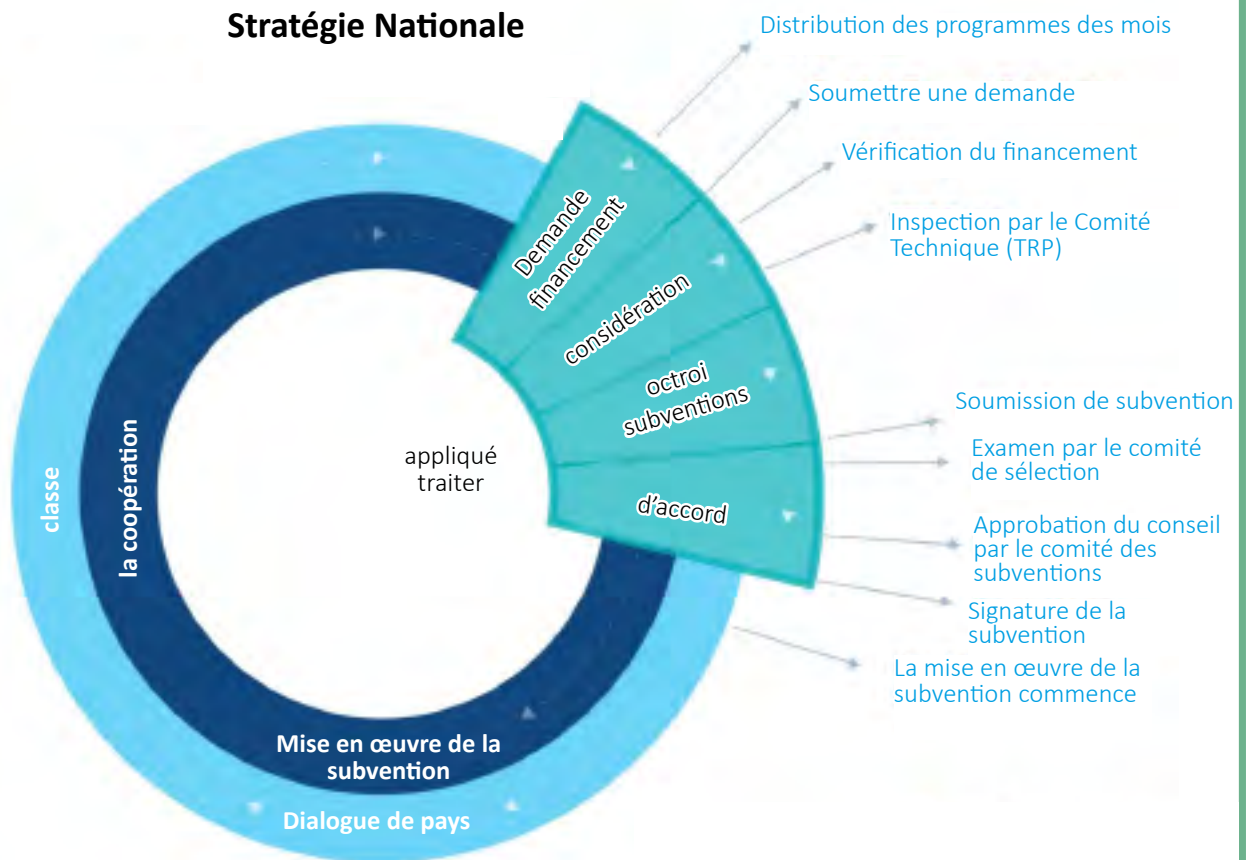 Stratégie Nationale
Distribution des programmes des mois
Soumettre une demande
Vérification du financement
Inspection par le Comité
Technique (TRP)
Demande
financement
considération
octroi
subventions
d'accord
Soumission de subvention
Examen par le comité
de sélection
Approbation du conseil
par le comité des
subventions
Signature de la
subvention
La mise en œuvre de la
subvention commence
appliqué
traiter
classe
la coopération
Mise en œuvre de la
subvention
Dialogue de pays